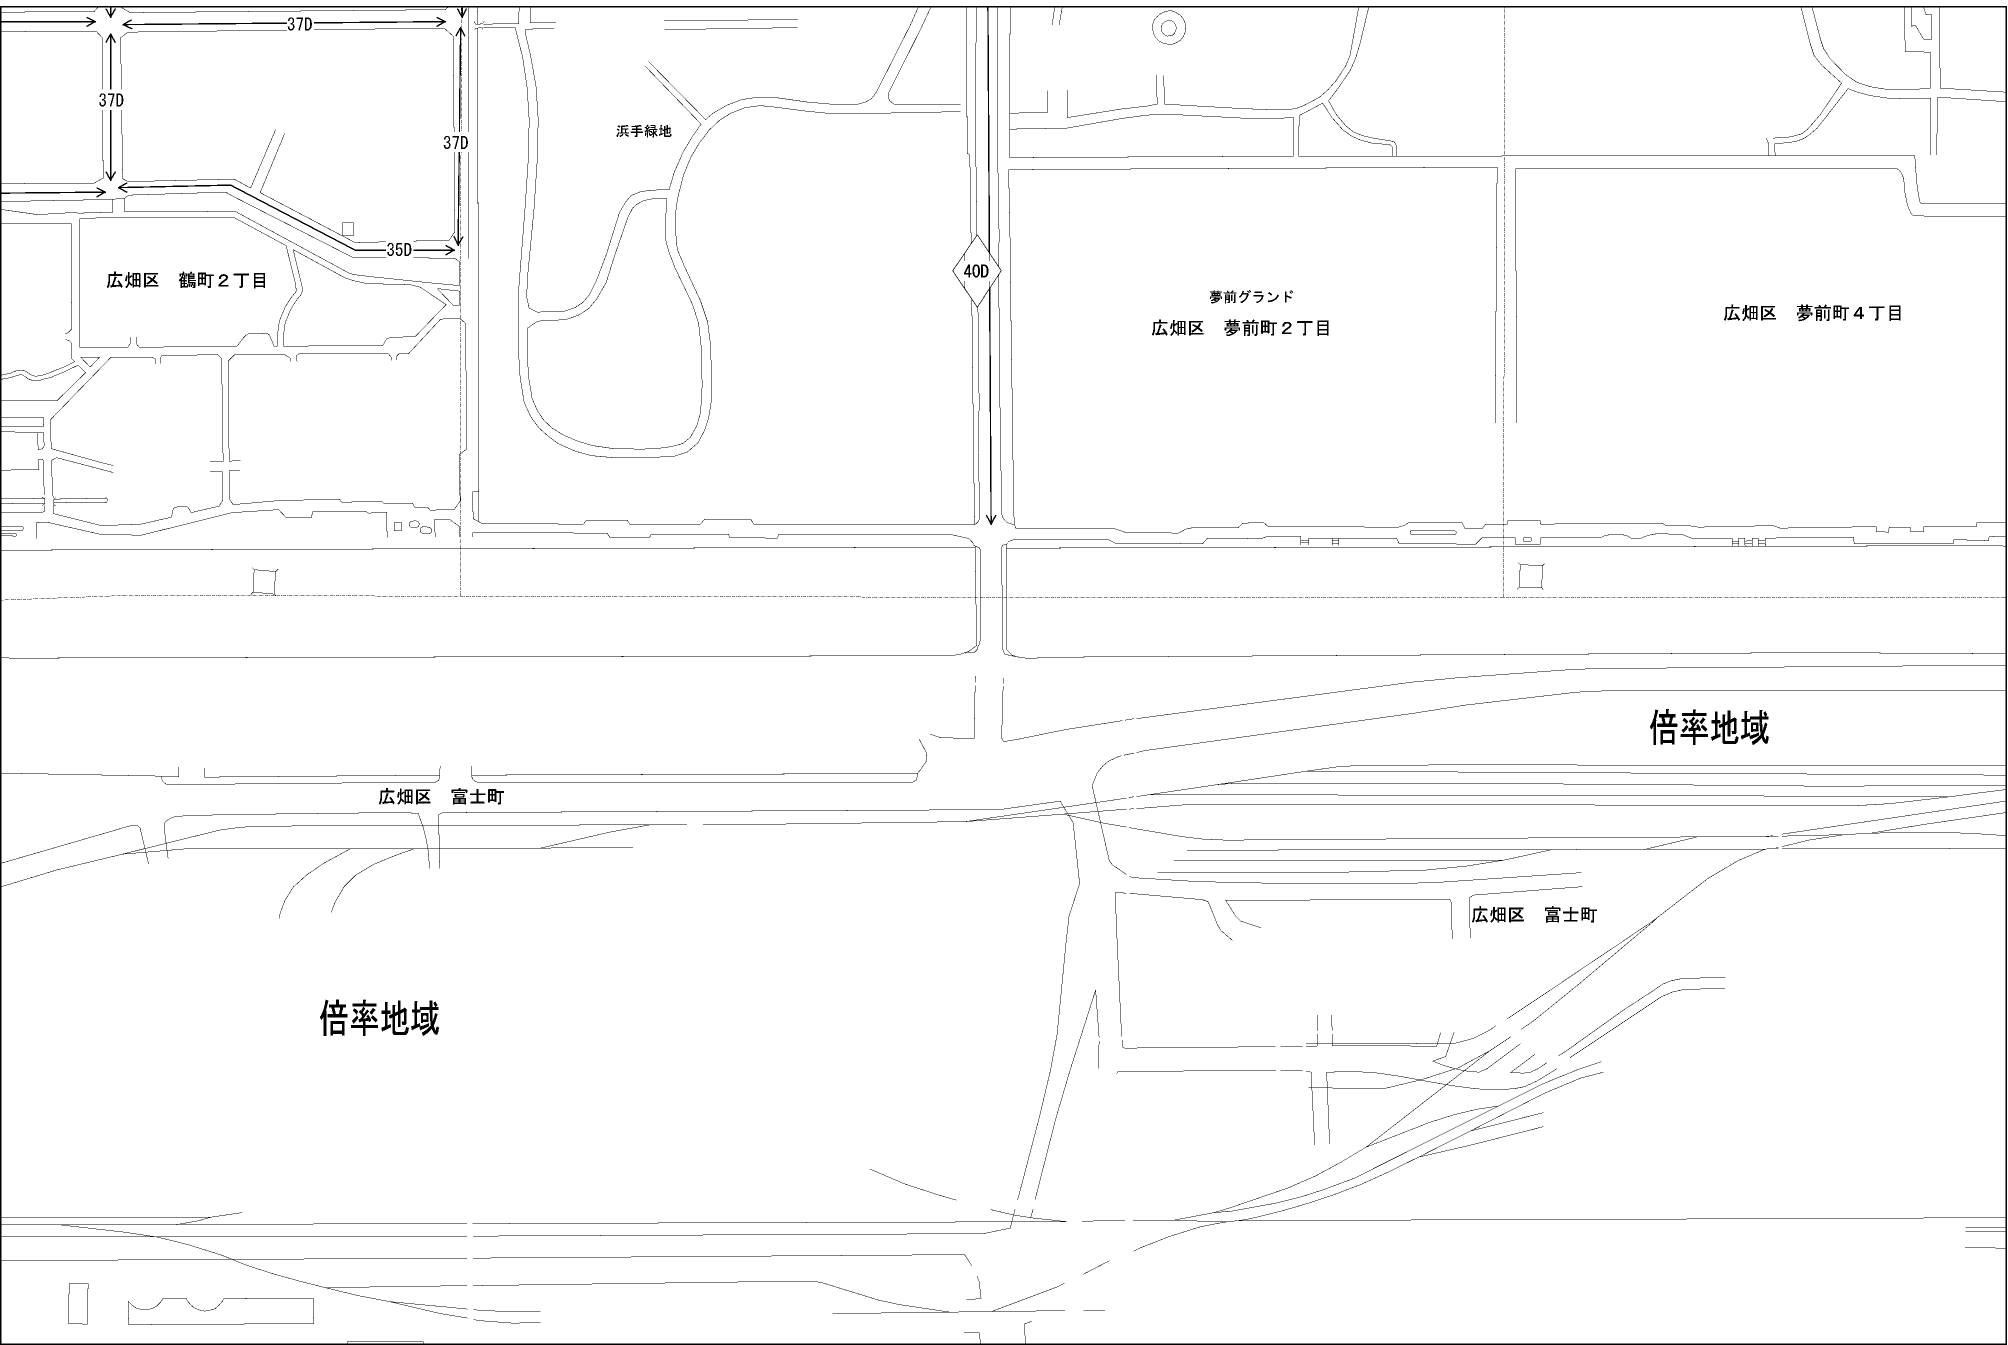 37D
37D
37D
浜手緑地
35D
40D
広畑区　鶴町２丁目
夢前グランド
広畑区　夢前町２丁目
広畑区　夢前町４丁目
倍率地域
広畑区　富士町
広畑区　富士町
倍率地域